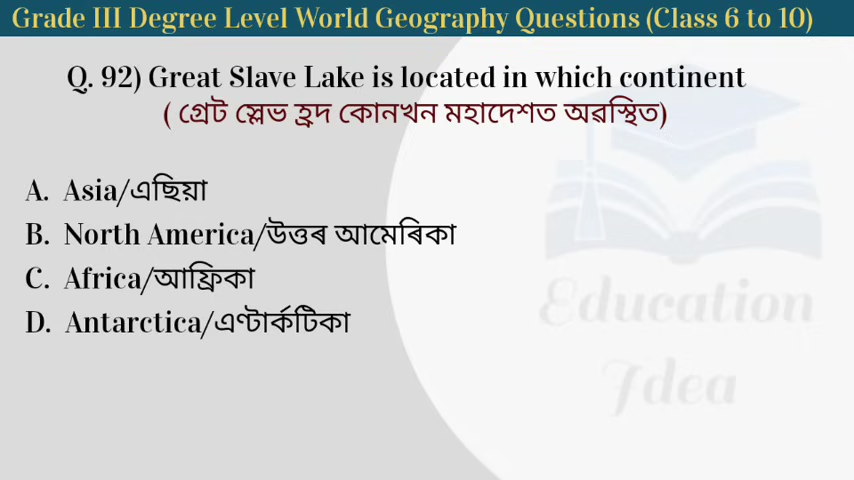 Grade III Degree Level World Geography Questions (Class 6 to 10)
Q. 92) Great Slave Lake is located in which continent
( গ্ৰেট স্লেভ হ্ৰদ কোনখন মহাদেশত অৱস্থিত)
A. Asia/এছিয়া
B. North America/উত্তৰ আমেৰিকা
C. Africa/আফ্ৰিকা
D. Antarctica/এণ্টাৰ্কটিকা
Education
Idea